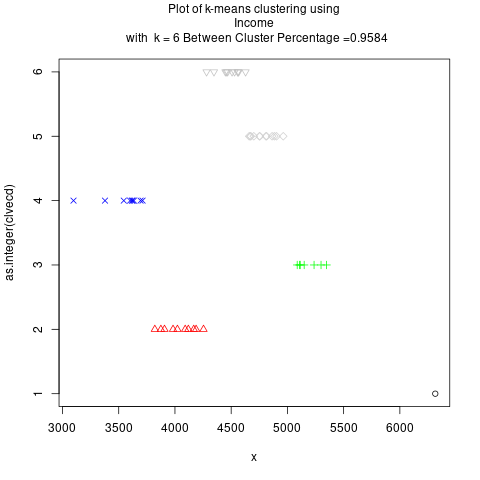 Plot of k-means clustering using
Income
with k = 6 Between Cluster Percentage =0.9584
6
5
4
3
2
1
as.integer(clvecd)
3000 3500 4000 4500 5000 5500 6000
x